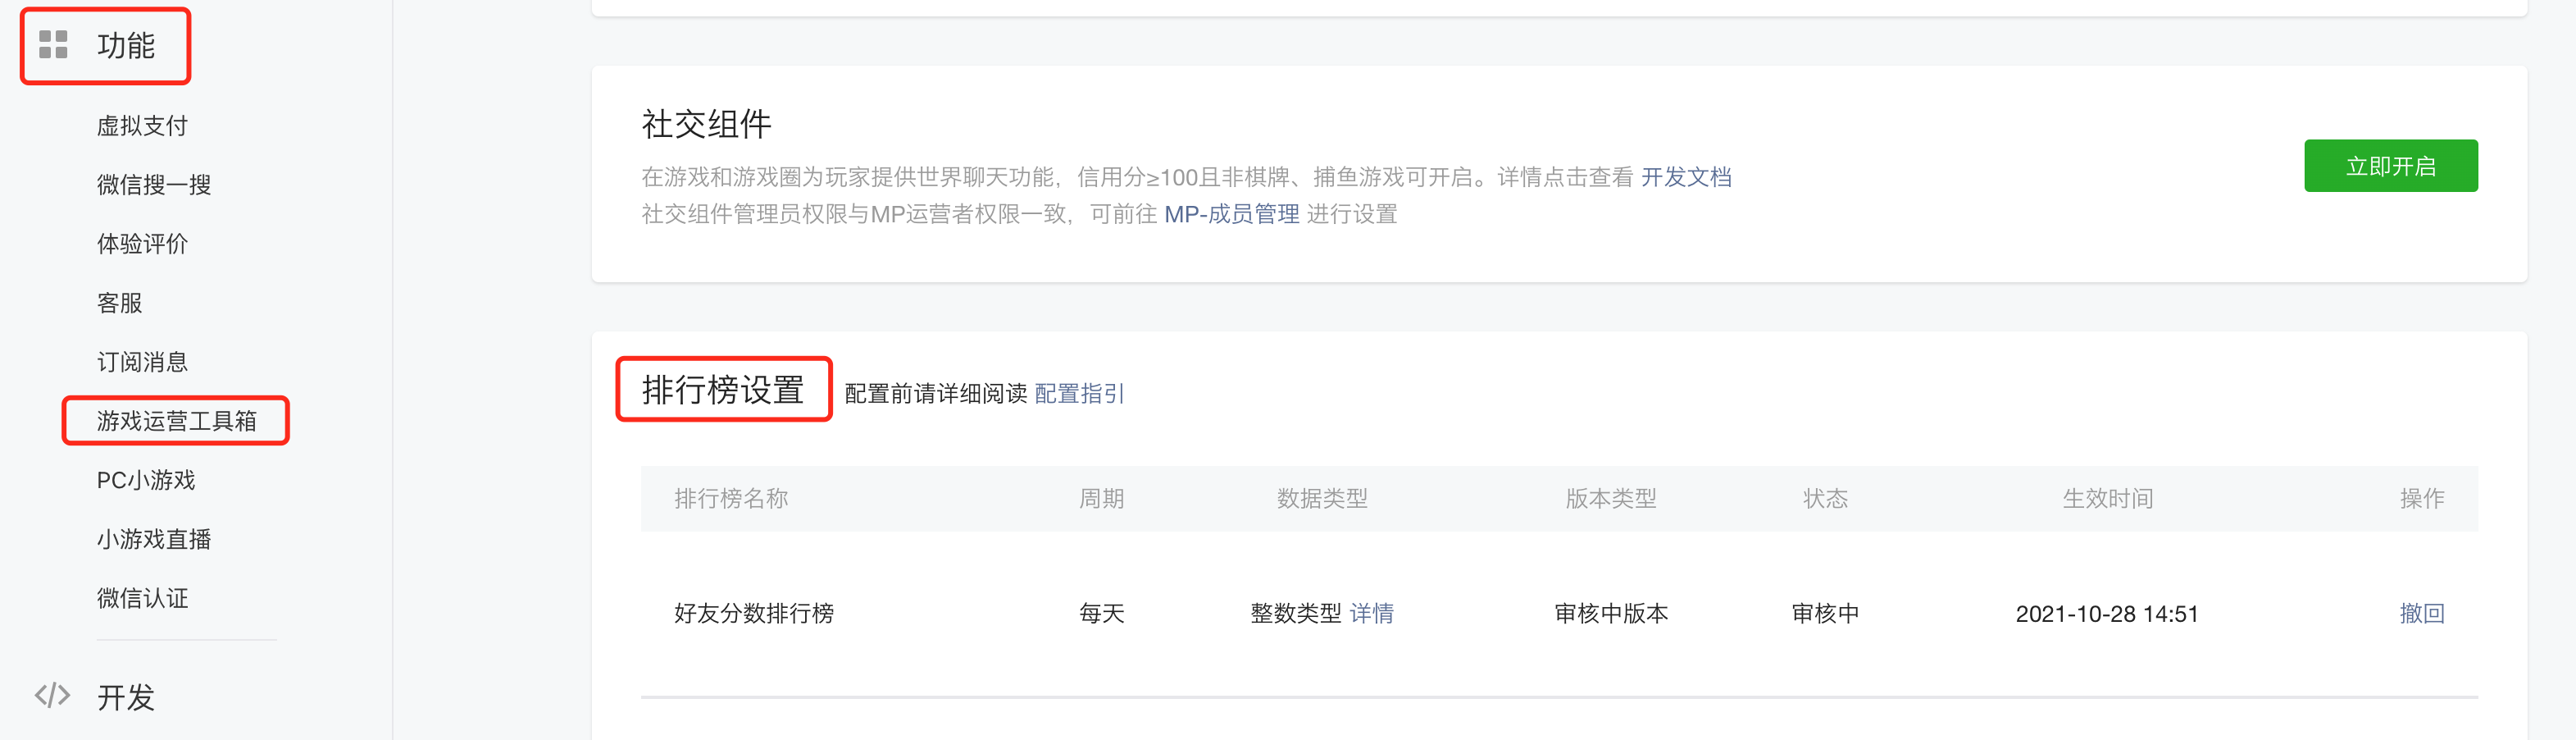 功能
虚拟支付
微信搜一搜
体验评价
客服
订阅消息
游戏运营工具箱
PC小游戏
小游戏直播
微信认证
</> 开发
社交组件
在游戏和游戏圈为玩家提供世界聊天功能，信用分≥100且非棋牌、捕鱼游戏可开启。详情点击查看 开发文档
社交组件管理员权限与MP运营者权限一致，可前往 MP-成员管理 进行设置
立即开启
排行榜设置 配置前请详细阅读 配置指引
排行榜名称 周期 数据类型 版本类型 状态 生效时间 操作
好友分数排行榜 每天 整数类型 详情 审核中版本 审核中 2021-10-28 14:51 撤回